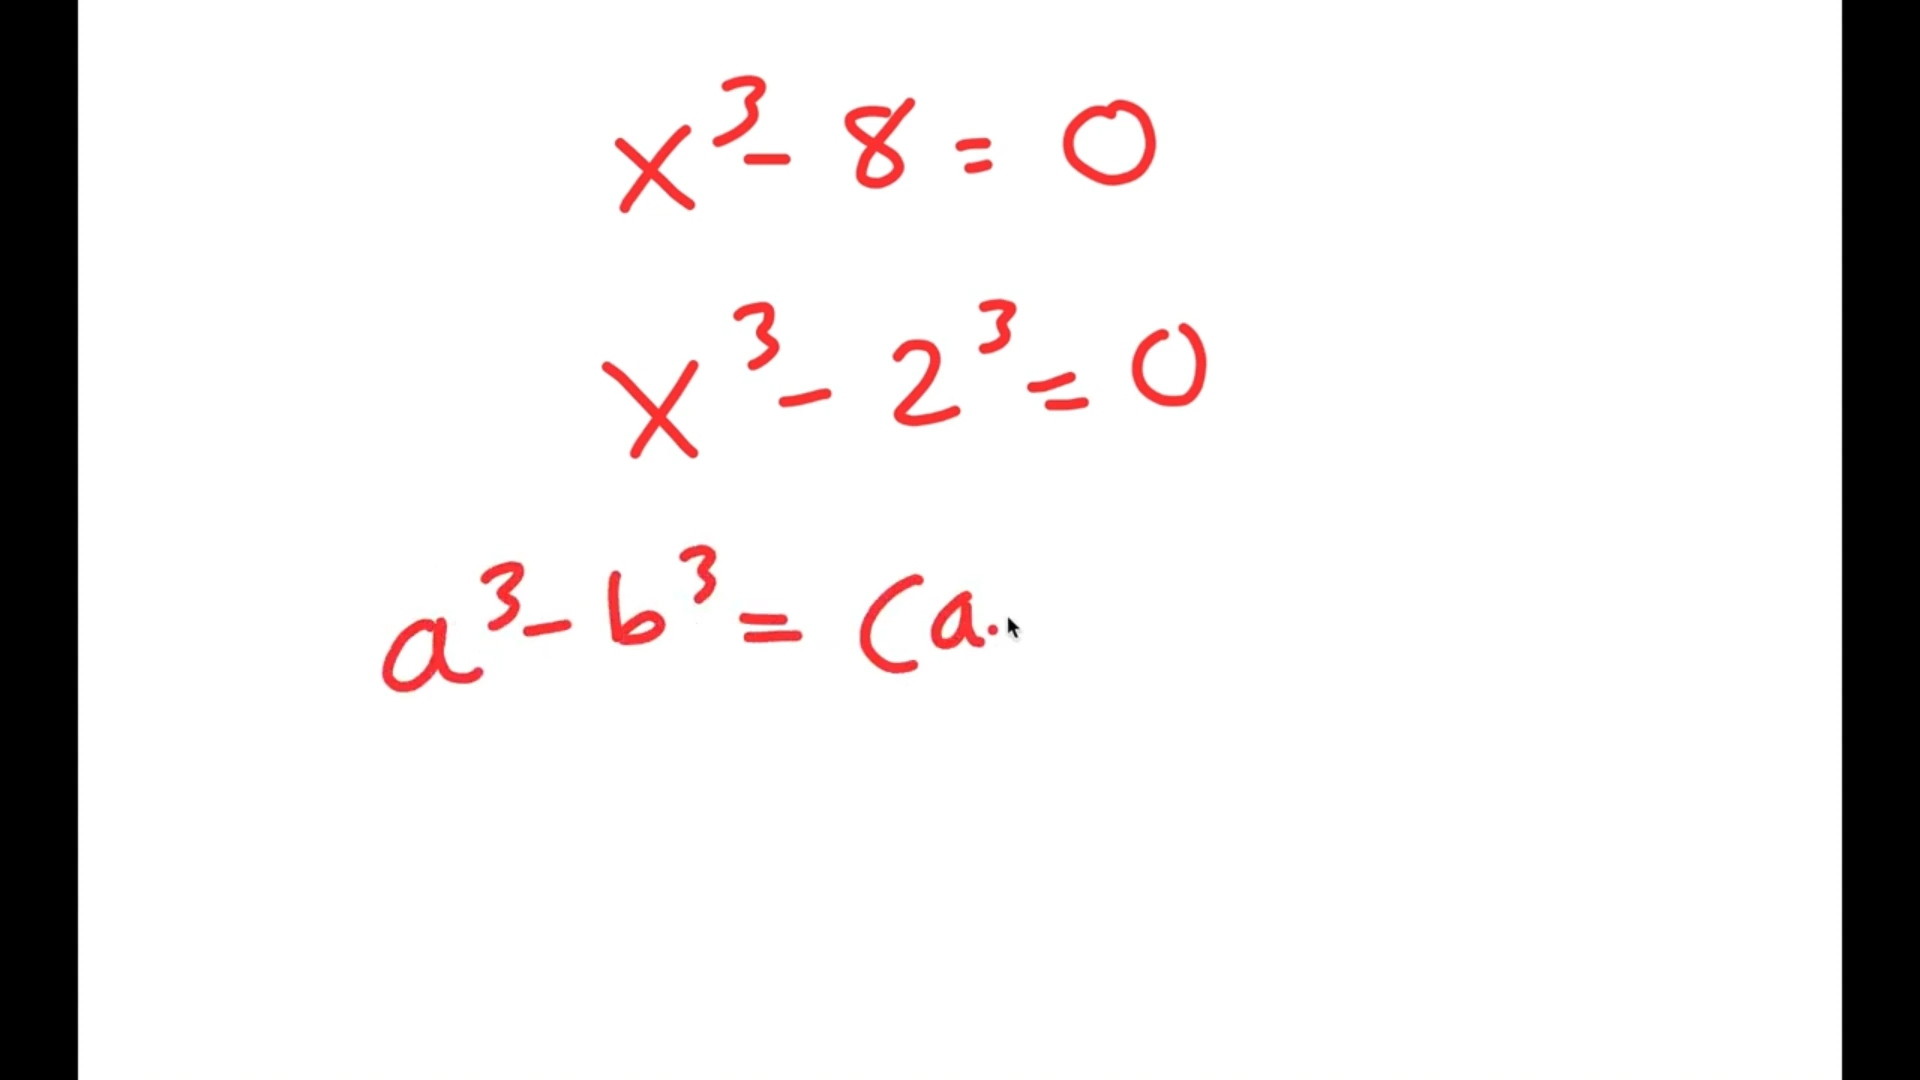 x³ - 8 = 0
x³ - 2³ = 0
a³ - b³ = (a.